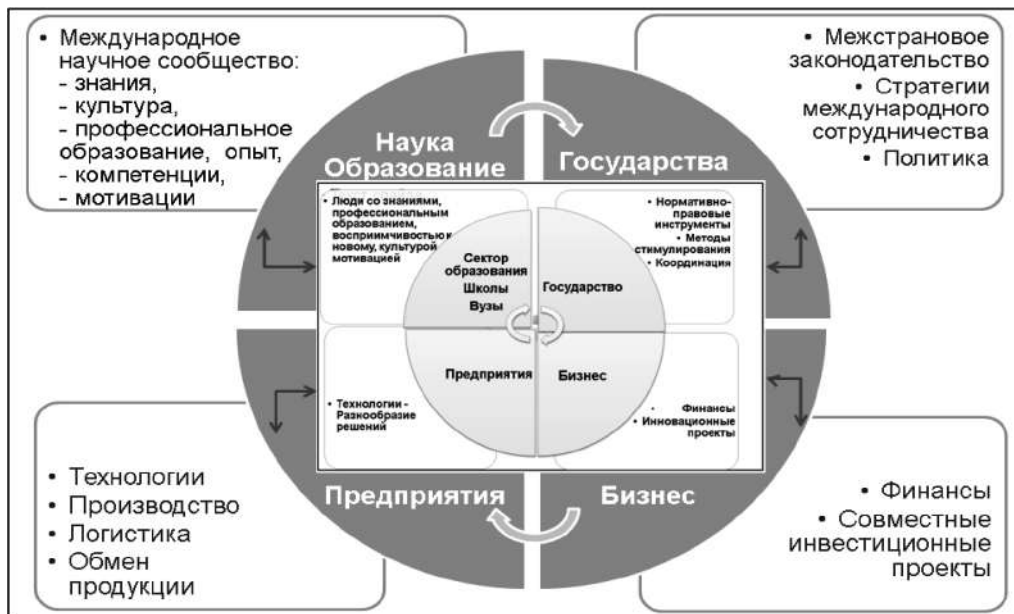 • Международное
научное сообщество:
- знания,
- культура,
- профессиональное
образование, опыт,
- компетенции,
- мотивации
• Межстрановое
законодательство
• Стратегии
международного
сотрудничества
• Политика
Наука
Образование
Государства
• Люди со знаниями,
профессиональным
образованием,
восприимчивостью к
новому, культурой
мотивацией
• Нормативно-
правовые
инструменты
• Методы
стимулирования
• Координация
Сектор
образования
Школы
Вузы
Государство
Предприятия
Бизнес
• Технологии -
Разнообразие
решений
• Финансы
• Инновационные
проекты
Предприятия
Бизнес
• Технологии
• Производство
• Логистика
• Обмен
продукции
• Финансы
• Совместные
инвестиционные
проекты